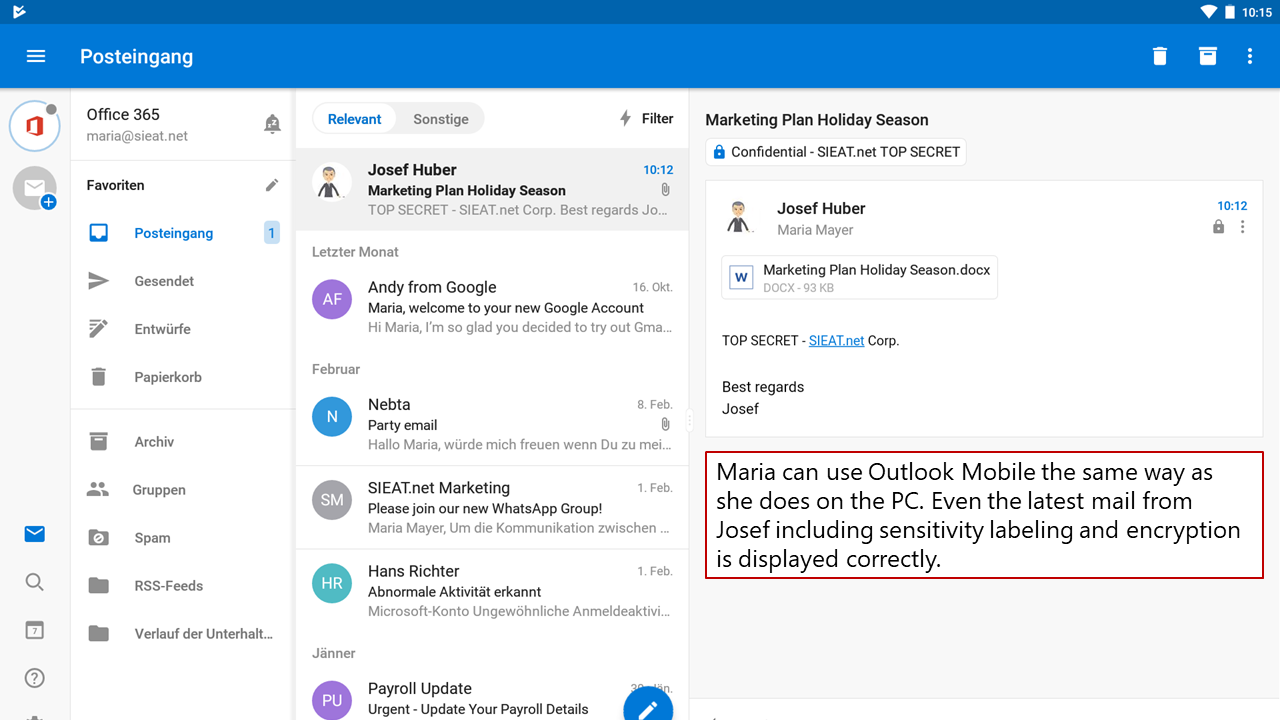 10:15
Posteingang
Office 365
maria@sieat.net
Favoriten
Posteingang 1
Gesendet
Entwürfe
Papierkorb
Archiv
Gruppen
Spam
RSS-Feeds
Verlauf der Unterhalt...
7
Relevant Sonstige Filter
Josef Huber 10:12
Marketing Plan Holiday Season
TOP SECRET - SIEAT.net Corp. Best regards Jo...
Letzter Monat
AF
Andy from Google 16. Okt.
Maria, welcome to your new Google Account
Hi Maria, I'm so glad you decided to try out Gma...
Februar
N
Nebta 8. Feb.
Party email
Hallo Maria, würde mich freuen wenn Du zu mei...
SM
SIEAT.net Marketing 1. Feb.
Please join our new WhatsApp Group!
Maria Mayer, Um die Kommunikation zwischen ...
HR
Hans Richter 1. Feb.
Abnormale Aktivität erkannt
Microsoft-Konto Ungewöhnliche Anmeldeaktivi...
Jänner
PU
Payroll Update
Urgent - Update Your Payroll Details
Marketing Plan Holiday Season
Confidential - SIEAT.net TOP SECRET
Josef Huber 10:12
Maria Mayer
W
Marketing Plan Holiday Season.docx
DOCX - 93 KB
TOP SECRET - SIEAT.net Corp.
Best regards
Josef
Maria can use Outlook Mobile the same way as
she does on the PC. Even the latest mail from
Josef including sensitivity labeling and encryption
is displayed correctly.